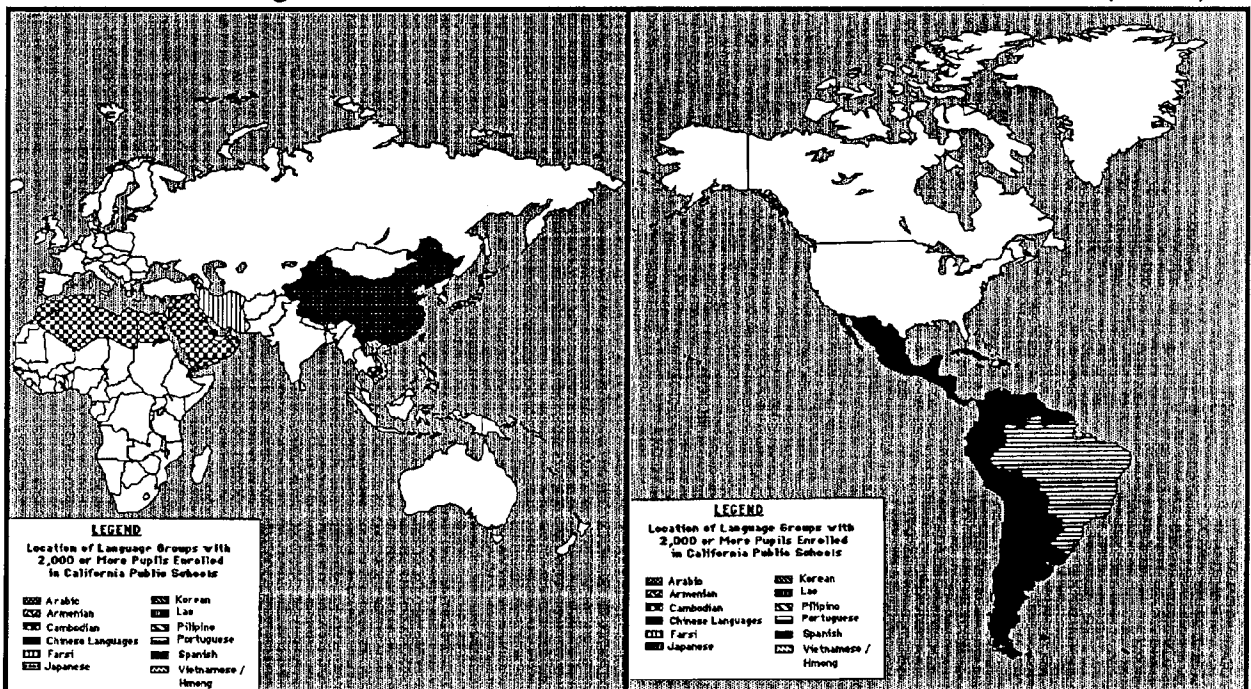 LEGEND
Location of Language Groups with
2,000 or More Pupils Enrolled
in California Public Schools
Arabic
Armenian
Cambodian
Chinese Languages
Farsi
Japanese
Korean
Lao
Pilipino
Portuguese
Spanish
Vietnamese /
Hmong
LEGEND
Location of Language Groups with
2,000 or More Pupils Enrolled
in California Public Schools
Arabic
Armenian
Cambodian
Chinese Languages
Farsi
Japanese
Korean
Lao
Pilipino
Portuguese
Spanish
Vietnamese /
Hmong